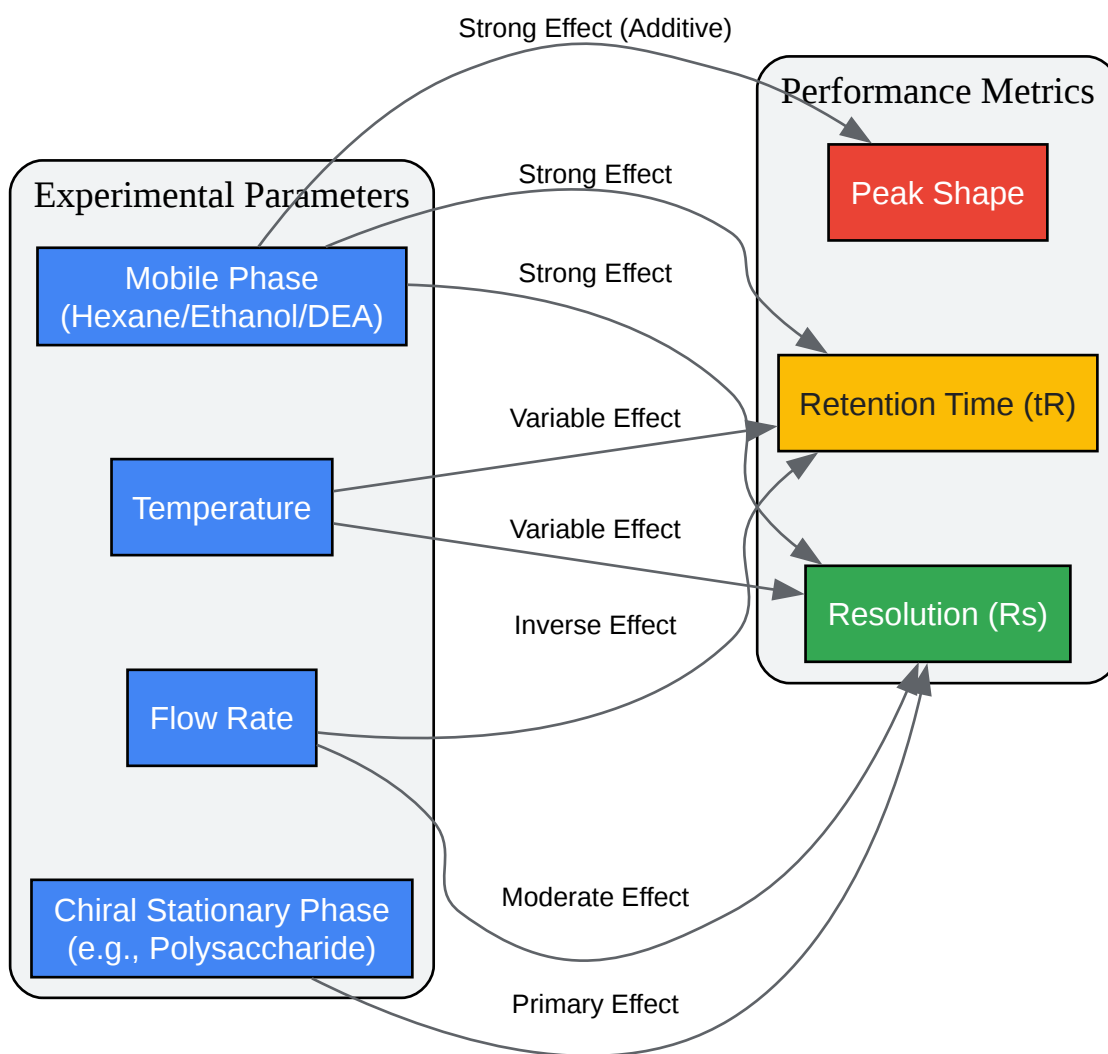 Strong Effect (Additive)
Performance Metrics
Peak Shape
Experimental Parameters
Strong Effect
Mobile Phase
(Hexane/Ethanol/DEA)
Strong Effect
Retention Time (tR)
Variable Effect
Temperature
Variable Effect
Resolution (Rs)
Inverse Effect
Flow Rate
Moderate Effect
Chiral Stationary Phase
(e.g., Polysaccharide)
Primary Effect